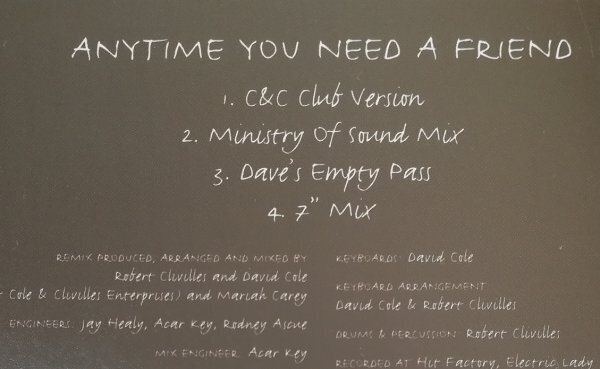 ANYTIME YOU NEED A FRIEND
1. C&C Club Version
2. Ministry Of Sound Mix
3. Dave's Empty Pass
4. 7" Mix
REMIX PRODUCED, ARRANGED AND MIXED BY
Robert Clivilles and David Cole
Cole & Clivilles Enterprises) and Mariah Carey
ENGINEERS: Jay Healy, Acar Key, Rodney Ascue
MIX ENGINEER: Acar Key
KEYBOARDS: David Cole
KEYBOARD ARRANGEMENT:
David Cole & Robert Clivilles
DRUMS & PERCUSSION: Robert Clivilles
RECORDED AT Hit Factory, Electric Lady